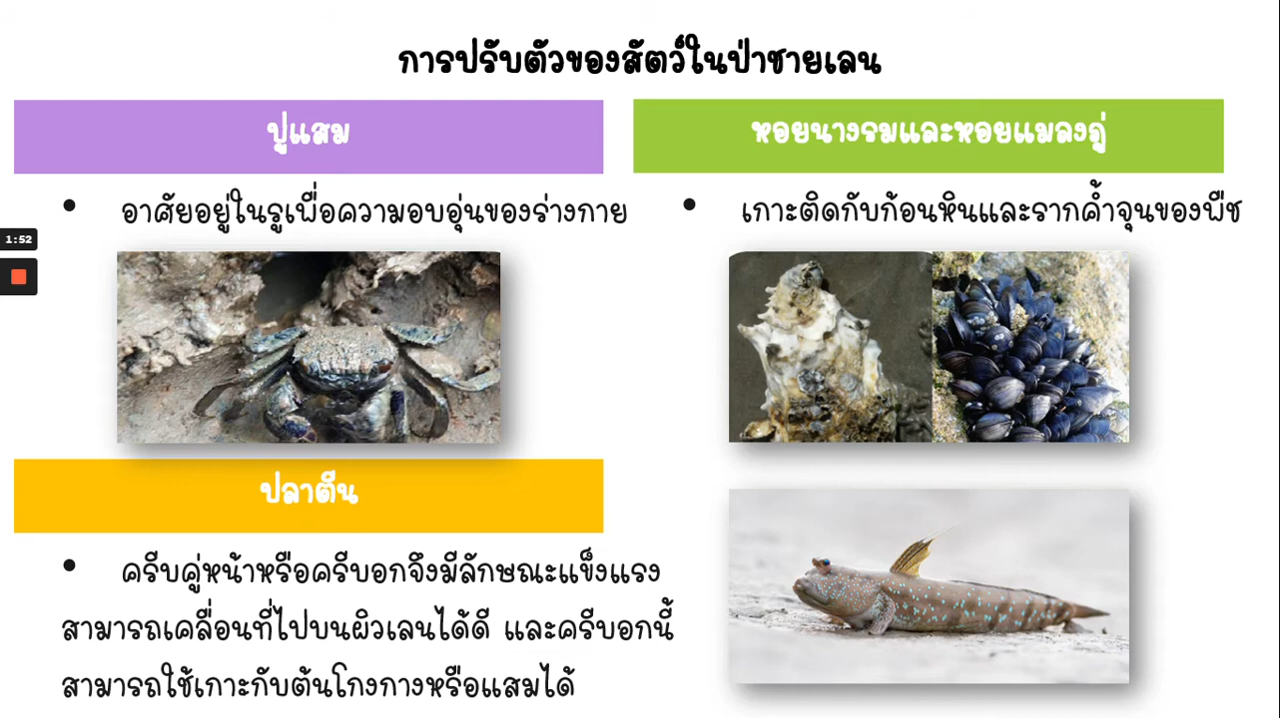 การปรับตัวของสัตว์ในป่าชายเลน
ปูแสม
• อาศัยอยู่ในรูเพื่อความอบอุ่นของร่างกาย
หอยนางรมและหอยแมลงภู่
• เกาะติดกับก้อนหินและรากค้ำจุนของพืช
1:52
ปลาตีน
• ครีบคู่หน้าหรือครีบอกจึงมีลักษณะแข็งแรง
สามารถเคลื่อนที่ไปบนผิวเลนได้ดี และครีบอกนี้
สามารถใช้เกาะกับต้นโกงกางหรือแสมได้